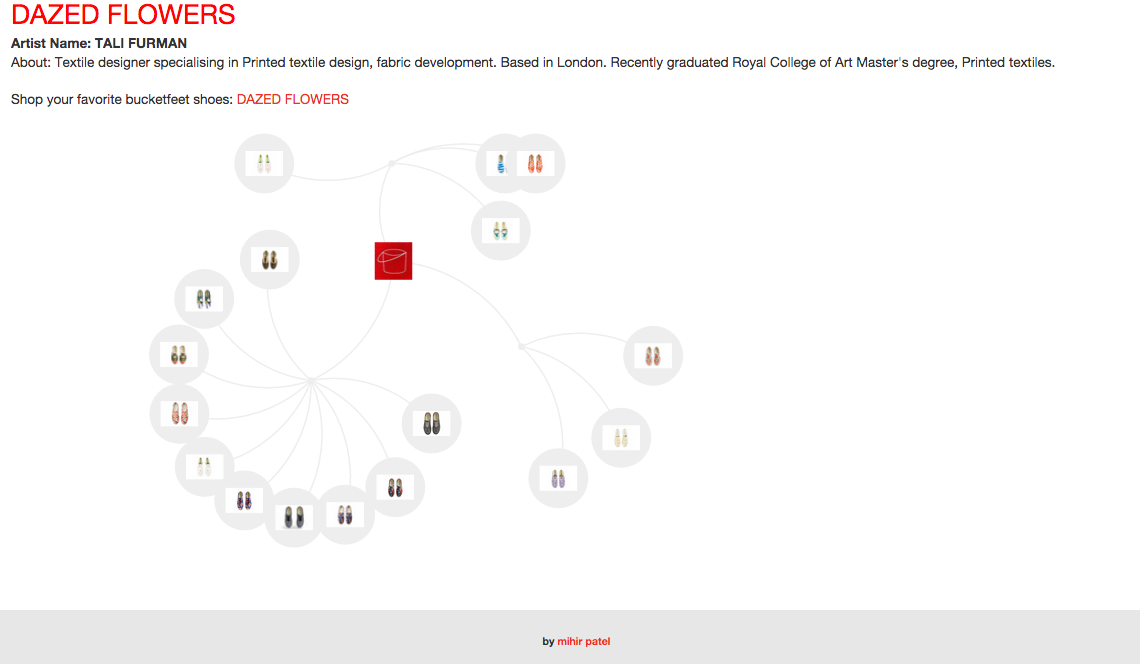 DAZED FLOWERS
Artist Name: TALI FURMAN
About: Textile designer specialising in Printed textile design, fabric development. Based in London. Recently graduated Royal College of Art Master's degree, Printed textiles.
Shop your favorite bucketfeet shoes: DAZED FLOWERS
by mihir patel